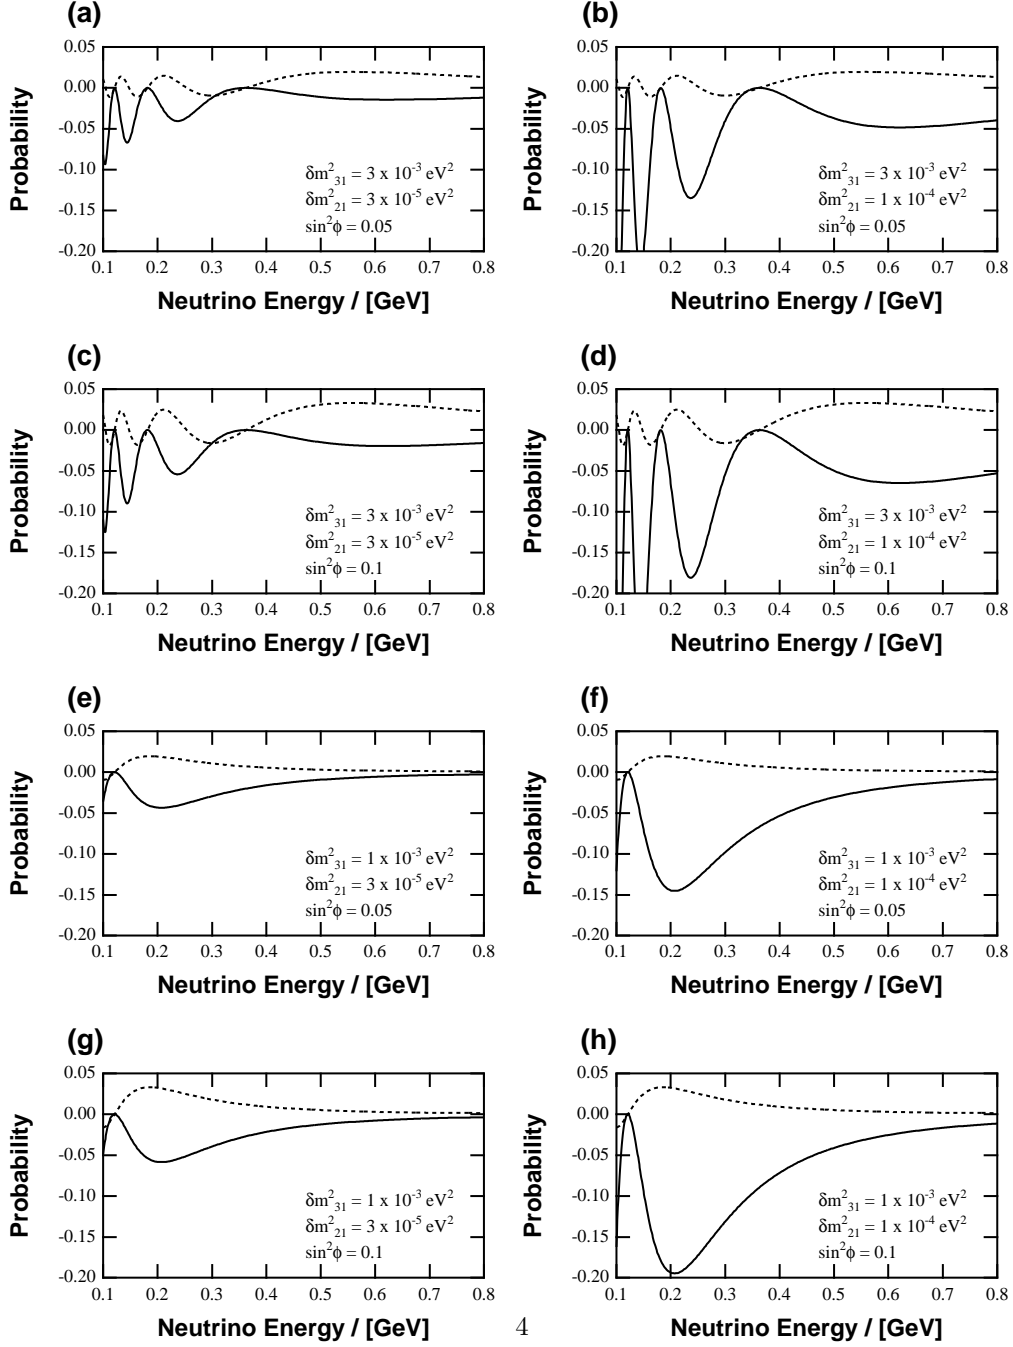 (a)
0.05
0.00
-0.05
-0.10
-0.15
-0.20
Probability
δm²₃₁ = 3 x 10⁻³ eV²
δm²₂₁ = 3 x 10⁻⁵ eV²
sin²ϕ = 0.05
0.1 0.2 0.3 0.4 0.5 0.6 0.7 0.8
Neutrino Energy / [GeV]
(b)
0.05
0.00
-0.05
-0.10
-0.15
-0.20
Probability
δm²₃₁ = 3 x 10⁻³ eV²
δm²₂₁ = 1 x 10⁻⁴ eV²
sin²ϕ = 0.05
0.1 0.2 0.3 0.4 0.5 0.6 0.7 0.8
Neutrino Energy / [GeV]
(c)
0.05
0.00
-0.05
-0.10
-0.15
-0.20
Probability
δm²₃₁ = 3 x 10⁻³ eV²
δm²₂₁ = 3 x 10⁻⁵ eV²
sin²ϕ = 0.1
0.1 0.2 0.3 0.4 0.5 0.6 0.7 0.8
Neutrino Energy / [GeV]
(d)
0.05
0.00
-0.05
-0.10
-0.15
-0.20
Probability
δm²₃₁ = 3 x 10⁻³ eV²
δm²₂₁ = 1 x 10⁻⁴ eV²
sin²ϕ = 0.1
0.1 0.2 0.3 0.4 0.5 0.6 0.7 0.8
Neutrino Energy / [GeV]
(e)
0.05
0.00
-0.05
-0.10
-0.15
-0.20
Probability
δm²₃₁ = 1 x 10⁻³ eV²
δm²₂₁ = 3 x 10⁻⁵ eV²
sin²ϕ = 0.05
0.1 0.2 0.3 0.4 0.5 0.6 0.7 0.8
Neutrino Energy / [GeV]
(f)
0.05
0.00
-0.05
-0.10
-0.15
-0.20
Probability
δm²₃₁ = 1 x 10⁻³ eV²
δm²₂₁ = 1 x 10⁻⁴ eV²
sin²ϕ = 0.05
0.1 0.2 0.3 0.4 0.5 0.6 0.7 0.8
Neutrino Energy / [GeV]
(g)
0.05
0.00
-0.05
-0.10
-0.15
-0.20
Probability
δm²₃₁ = 1 x 10⁻³ eV²
δm²₂₁ = 3 x 10⁻⁵ eV²
sin²ϕ = 0.1
0.1 0.2 0.3 0.4 0.5 0.6 0.7 0.8
Neutrino Energy / [GeV]
(h)
0.05
0.00
-0.05
-0.10
-0.15
-0.20
Probability
δm²₃₁ = 1 x 10⁻³ eV²
δm²₂₁ = 1 x 10⁻⁴ eV²
sin²ϕ = 0.1
0.1 0.2 0.3 0.4 0.5 0.6 0.7 0.8
Neutrino Energy / [GeV]
4